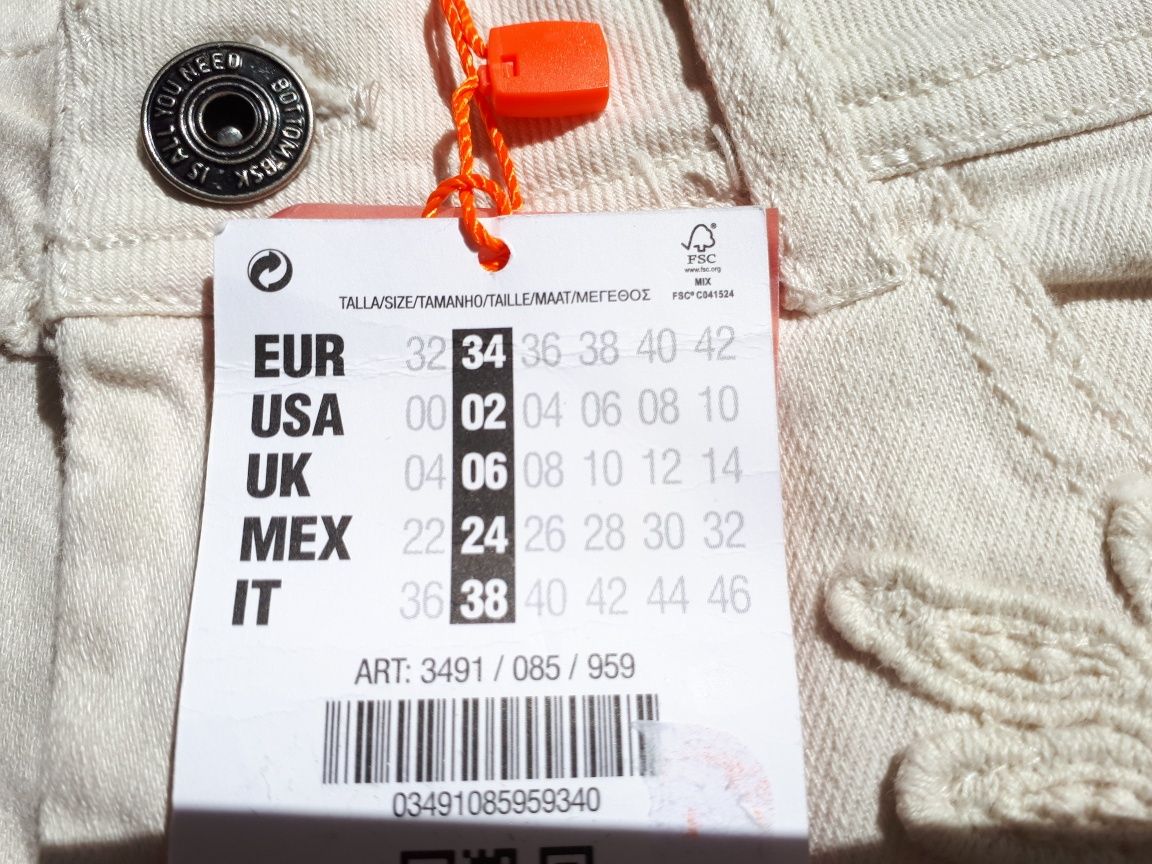 BOTTOM BSK IS ALL YOU NEED
FSC
www.fsc.org
MIX
FSC® C041524
TALLA/SIZE/TAMANHO/TAILLE/MAAT/ΜΕΓΕΘΟΣ
EUR 32 34 36 38 40 42
USA 00 02 04 06 08 10
UK 04 06 08 10 12 14
MEX 22 24 26 28 30 32
IT 36 38 40 42 44 46
ART: 3491 / 085 / 959
03491085959340